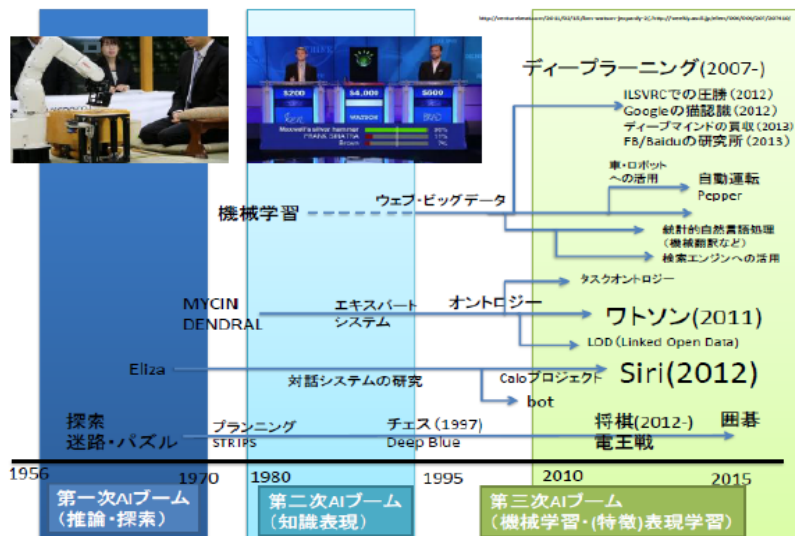 ディープラーニング(2007-)
ILSVRCでの圧勝(2012)
Googleの猫認識(2012)
ディープマインドの買収(2013)
FB/Baiduの研究所(2013)
$200
$4,000
$600
WATSON
Maxwell's silver hammer
車・ロボット
への活用
自動運転
Pepper
機械学習
ウェブ・ビッグデータ
統計的自然言語処理
(機械翻訳など)
検索エンジンへの活用
タスクオントロジー
MYCIN
DENDRAL
エキスパート
システム
オントロジー
ワトソン(2011)
LOD(Linked Open Data)
Eliza
対話システムの研究
Caloプロジェクト
Siri(2012)
bot
探索
迷路・パズル
プランニング
STRIPS
チェス(1997)
Deep Blue
将棋(2012-)
電王戦
囲碁
1956
1970
1980
1995
2010
2015
第一次AIブーム
(推論・探索)
第二次AIブーム
(知識表現)
第三次AIブーム
(機械学習・(特徴)表現学習)